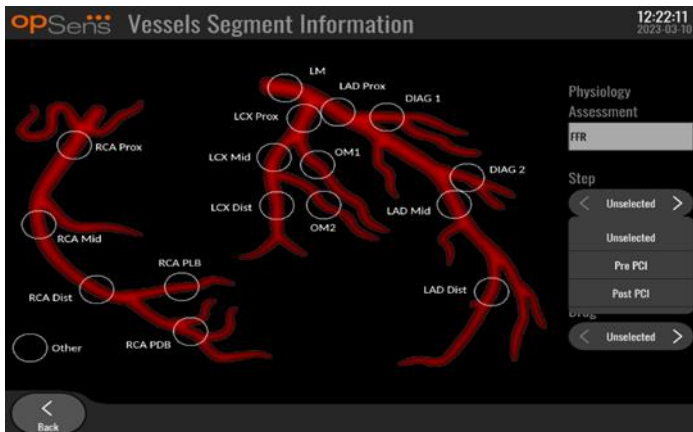 opSens Vessels Segment Information
12:22:11
2023-03-10
LM
LAD Prox
DIAG 1
LCX Prox
RCA Prox
LCX Mid
OM1
DIAG 2
LCX Dist
OM2
LAD Mid
RCA Mid
RCA PLB
LAD Dist
RCA Dist
RCA PDB
Other
Physiology
Assessment
FFR
Step
< Unselected >
Unselected
Pre PCI
Post PCI
Drug
< Unselected >
<
Back